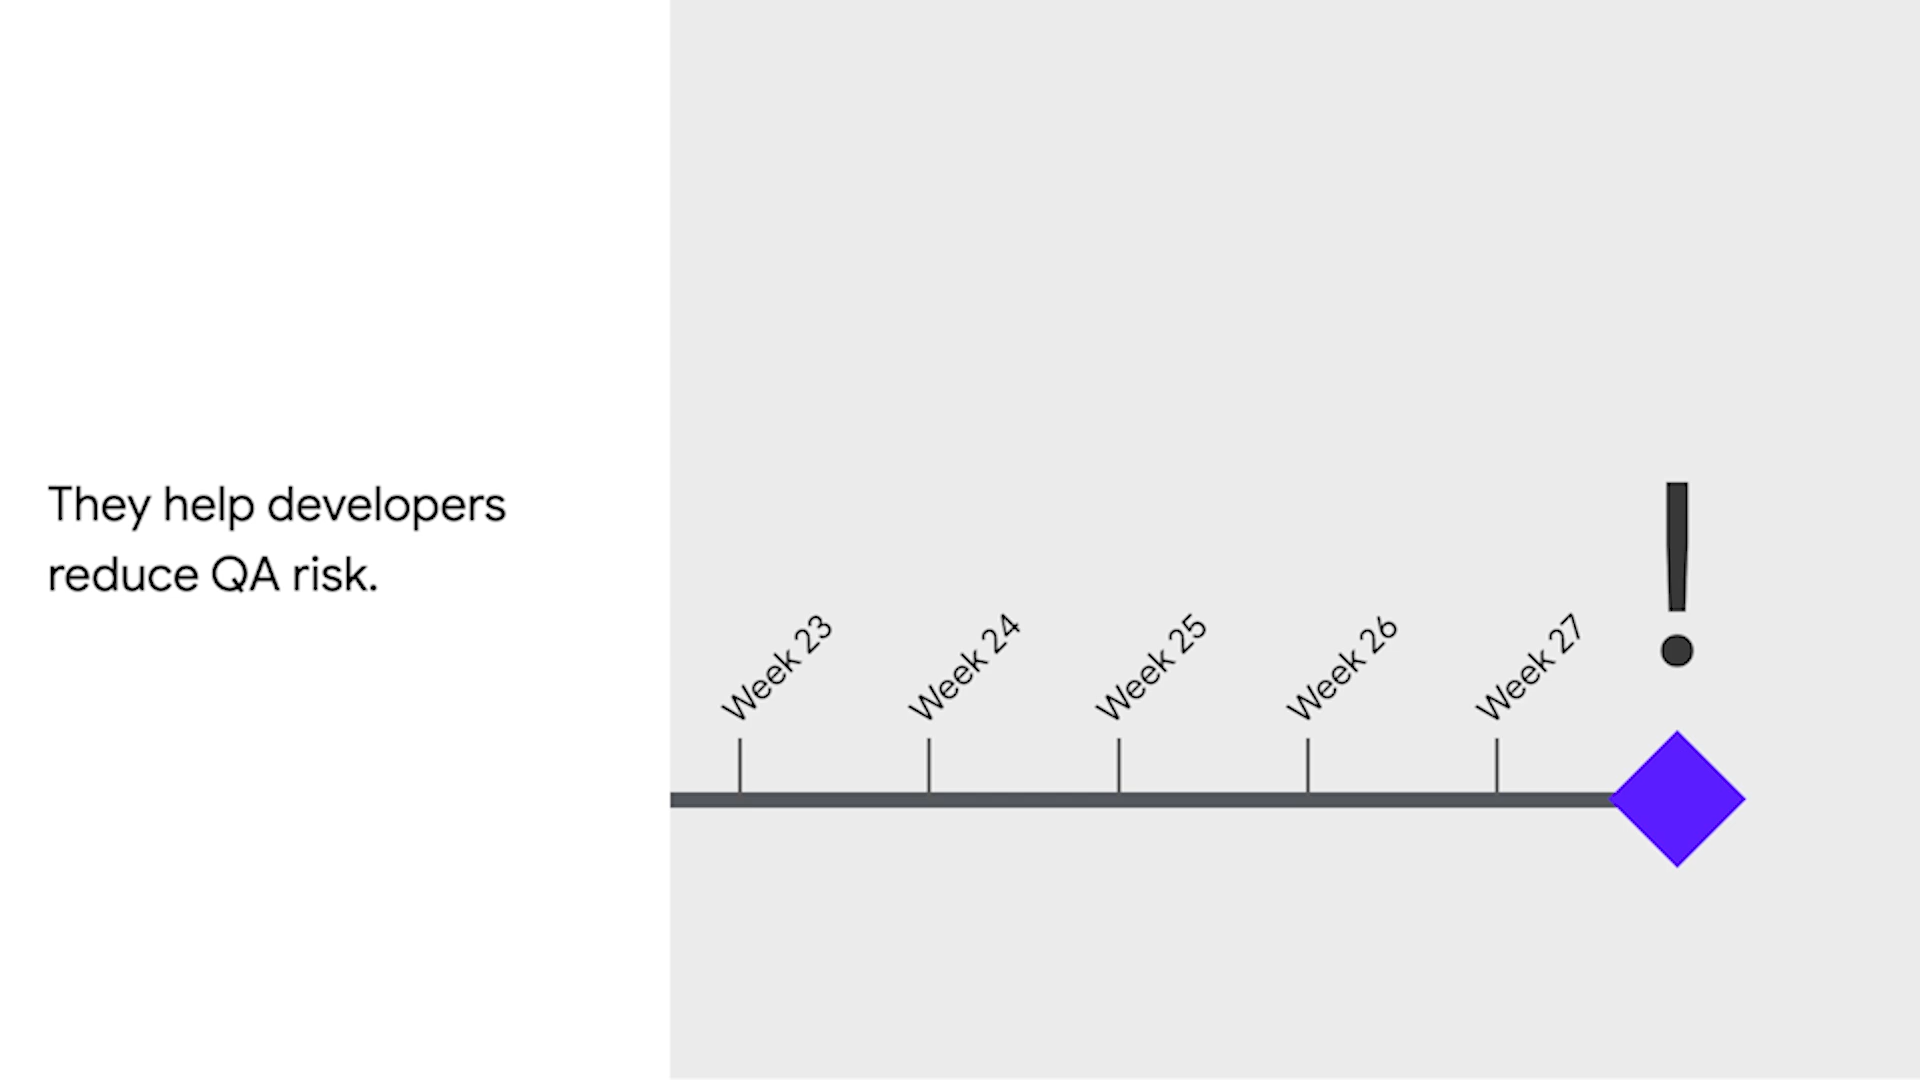 They help developers
reduce QA risk.
Week 23
Week 24
Week 25
Week 26
Week 27
!